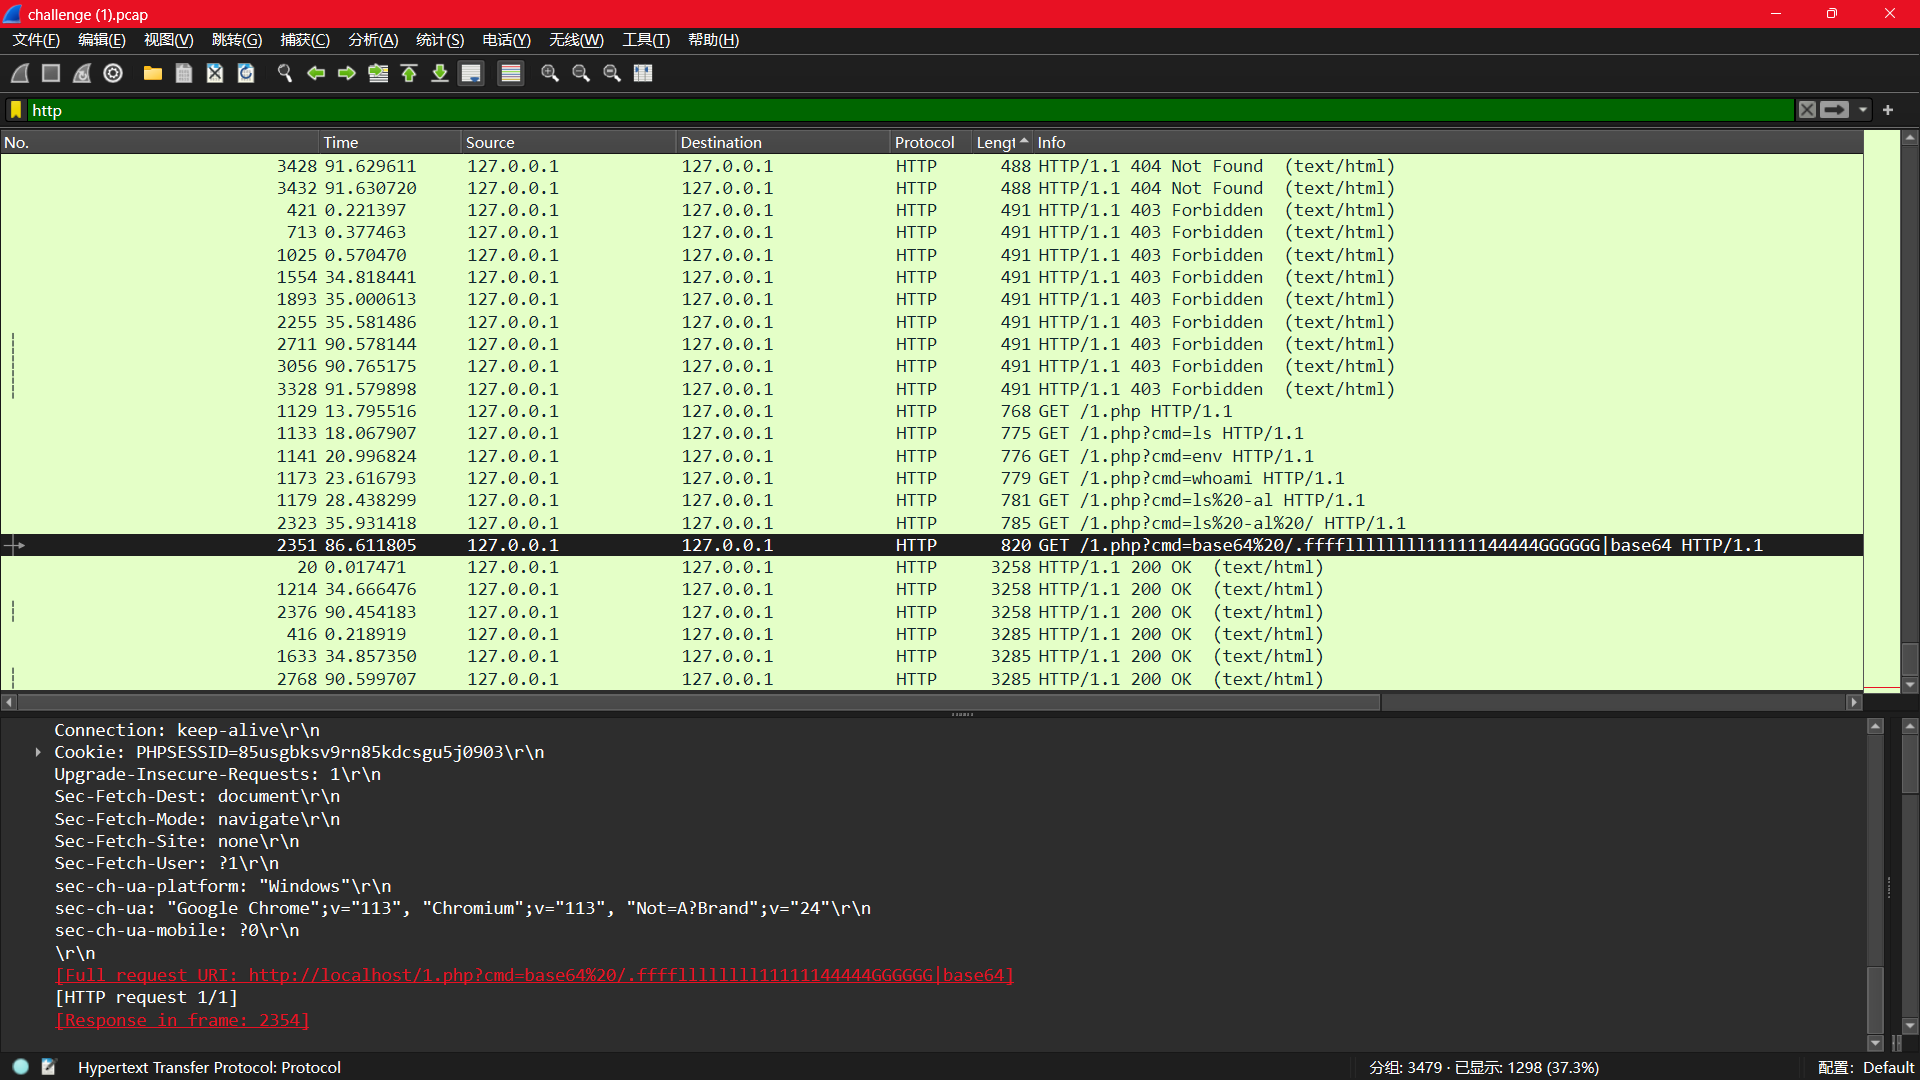 challenge (1).pcap
文件(F) 编辑(E) 视图(V) 跳转(G) 捕获(C) 分析(A) 统计(S) 电话(Y) 无线(W) 工具(T) 帮助(H)
http
No. Time Source Destination Protocol Lengt Info
3428 91.629611 127.0.0.1 127.0.0.1 HTTP 488 HTTP/1.1 404 Not Found (text/html)
3432 91.630720 127.0.0.1 127.0.0.1 HTTP 488 HTTP/1.1 404 Not Found (text/html)
421 0.221397 127.0.0.1 127.0.0.1 HTTP 491 HTTP/1.1 403 Forbidden (text/html)
713 0.377463 127.0.0.1 127.0.0.1 HTTP 491 HTTP/1.1 403 Forbidden (text/html)
1025 0.570470 127.0.0.1 127.0.0.1 HTTP 491 HTTP/1.1 403 Forbidden (text/html)
1554 34.818441 127.0.0.1 127.0.0.1 HTTP 491 HTTP/1.1 403 Forbidden (text/html)
1893 35.000613 127.0.0.1 127.0.0.1 HTTP 491 HTTP/1.1 403 Forbidden (text/html)
2255 35.581486 127.0.0.1 127.0.0.1 HTTP 491 HTTP/1.1 403 Forbidden (text/html)
2711 90.578144 127.0.0.1 127.0.0.1 HTTP 491 HTTP/1.1 403 Forbidden (text/html)
3056 90.765175 127.0.0.1 127.0.0.1 HTTP 491 HTTP/1.1 403 Forbidden (text/html)
3328 91.579898 127.0.0.1 127.0.0.1 HTTP 491 HTTP/1.1 403 Forbidden (text/html)
1129 13.795516 127.0.0.1 127.0.0.1 HTTP 768 GET /1.php HTTP/1.1
1133 18.067907 127.0.0.1 127.0.0.1 HTTP 775 GET /1.php?cmd=ls HTTP/1.1
1141 20.996824 127.0.0.1 127.0.0.1 HTTP 776 GET /1.php?cmd=env HTTP/1.1
1173 23.616793 127.0.0.1 127.0.0.1 HTTP 779 GET /1.php?cmd=whoami HTTP/1.1
1179 28.438299 127.0.0.1 127.0.0.1 HTTP 781 GET /1.php?cmd=ls%20-al HTTP/1.1
2323 35.931418 127.0.0.1 127.0.0.1 HTTP 785 GET /1.php?cmd=ls%20-al%20/ HTTP/1.1
2351 86.611805 127.0.0.1 127.0.0.1 HTTP 820 GET /1.php?cmd=base64%20/.ffffllllllll11111144444GGGGGG|base64 HTTP/1.1
20 0.017471 127.0.0.1 127.0.0.1 HTTP 3258 HTTP/1.1 200 OK (text/html)
1214 34.666476 127.0.0.1 127.0.0.1 HTTP 3258 HTTP/1.1 200 OK (text/html)
2376 90.454183 127.0.0.1 127.0.0.1 HTTP 3258 HTTP/1.1 200 OK (text/html)
416 0.218919 127.0.0.1 127.0.0.1 HTTP 3285 HTTP/1.1 200 OK (text/html)
1633 34.857350 127.0.0.1 127.0.0.1 HTTP 3285 HTTP/1.1 200 OK (text/html)
2768 90.599707 127.0.0.1 127.0.0.1 HTTP 3285 HTTP/1.1 200 OK (text/html)
Connection: keep-alive\r\n
Cookie: PHPSESSID=85usgbksv9rn85kdcsgu5j0903\r\n
Upgrade-Insecure-Requests: 1\r\n
Sec-Fetch-Dest: document\r\n
Sec-Fetch-Mode: navigate\r\n
Sec-Fetch-Site: none\r\n
Sec-Fetch-User: ?1\r\n
sec-ch-ua-platform: "Windows"\r\n
sec-ch-ua: "Google Chrome";v="113", "Chromium";v="113", "Not=A?Brand";v="24"\r\n
sec-ch-ua-mobile: ?0\r\n
\r\n
[Full request URI: http://localhost/1.php?cmd=base64%20/.ffffllllllll11111144444GGGGGG|base64]
[HTTP request 1/1]
[Response in frame: 2354]
Hypertext Transfer Protocol: Protocol 分组: 3479 · 已显示: 1298 (37.3%) 配置: Default